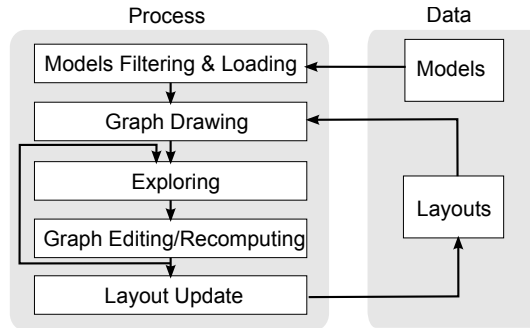 Process
Data
Models Filtering & Loading
Models
Graph Drawing
Exploring
Layouts
Graph Editing/Recomputing
Layout Update